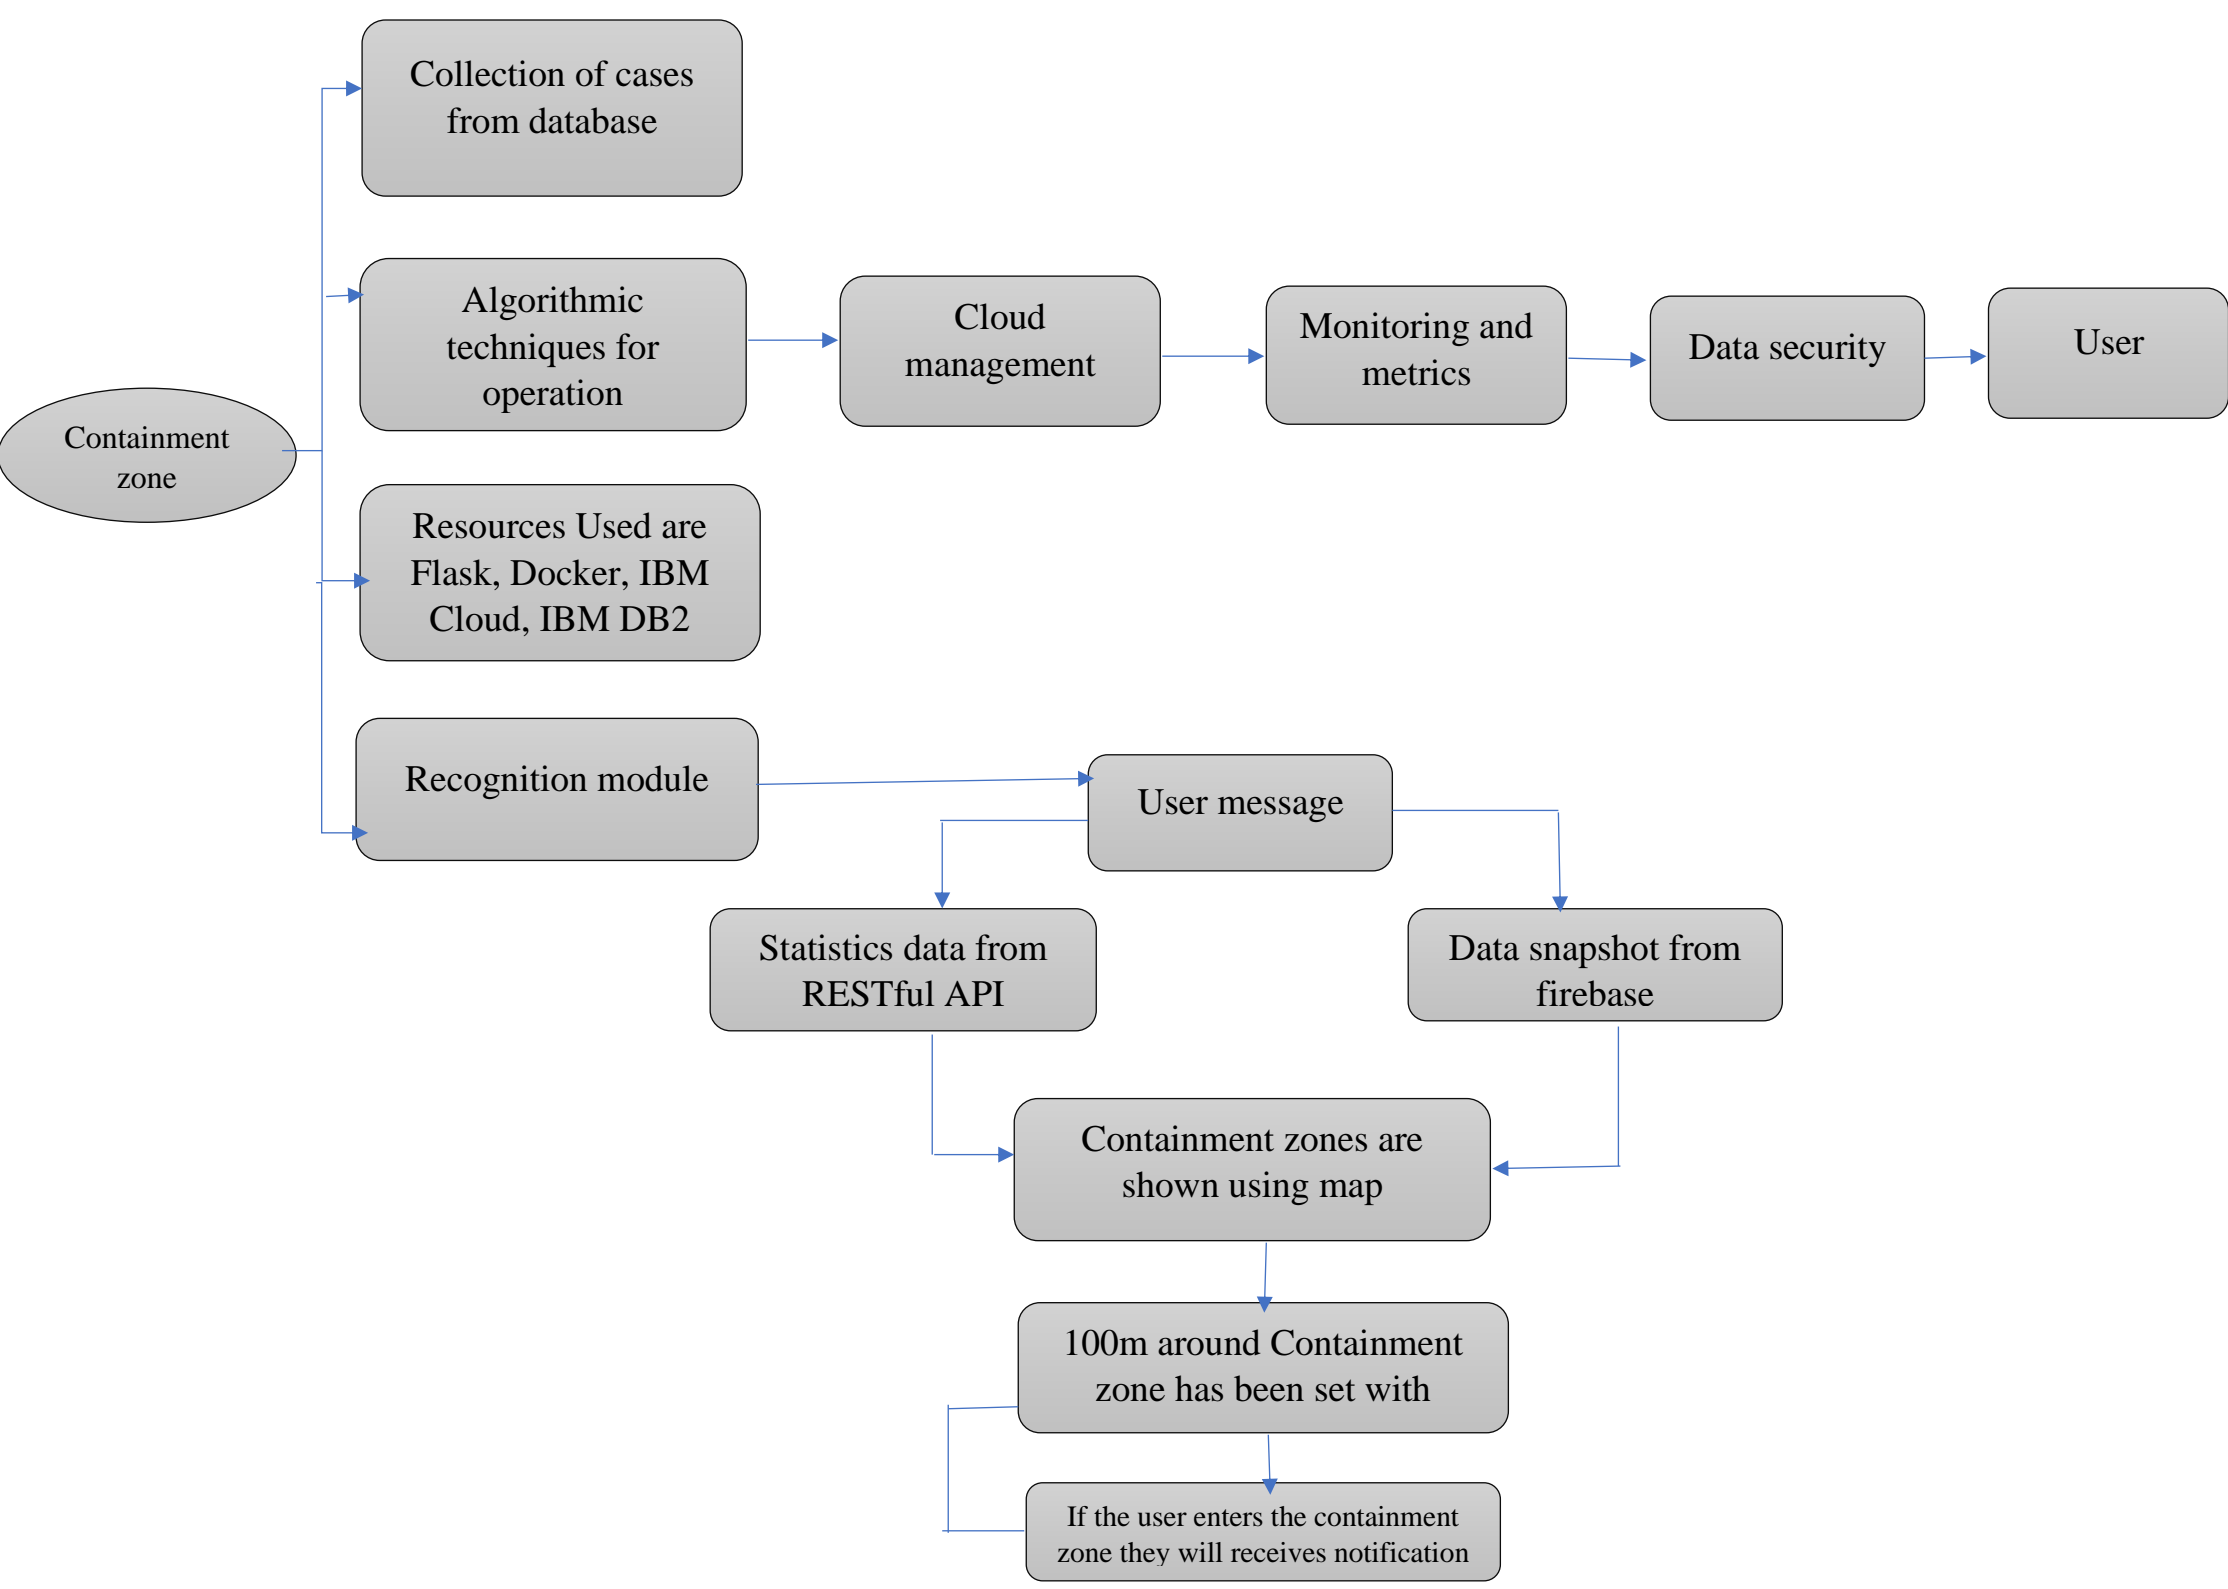 Collection of cases
from database
Algorithmic
techniques for
operation
Cloud
management
Monitoring and
metrics
Data security
User
Containment
zone
Resources Used are
Flask, Docker, IBM
Cloud, IBM DB2
Recognition module
User message
Statistics data from
RESTful API
Data snapshot from
firebase
Containment zones are
shown using map
100m around Containment
zone has been set with
If the user enters the containment
zone they will receives notification